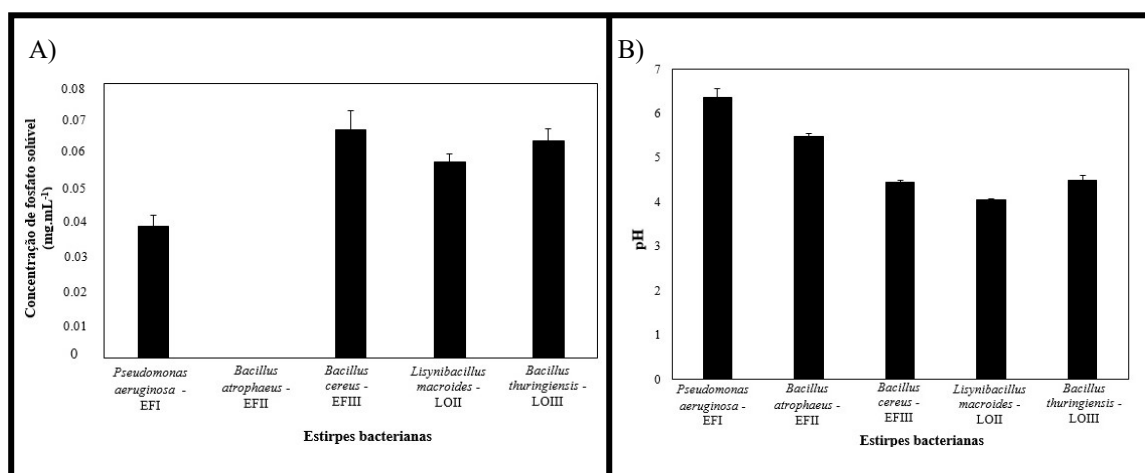 A)
Concentração de fosfato solúvel
(mg.mL-1)
0.08
0.07
0.06
0.05
0.04
0.03
0.02
0.01
0
Pseudomonas
aeruginosa -
EFI
Bacillus
atrophaeus -
EFII
Bacillus
cereus -
EFIII
Lisynibacillus
macroides -
LOII
Bacillus
thuringiensis -
LOIII
Estirpes bacterianas
B)
pH
7
6
5
4
3
2
1
0
Pseudomonas
aeruginosa -
EFI
Bacillus
atrophaeus -
EFII
Bacillus
cereus -
EFIII
Lisynibacillus
macroides -
LOII
Bacillus
thuringiensis -
LOIII
Estirpes bacterianas